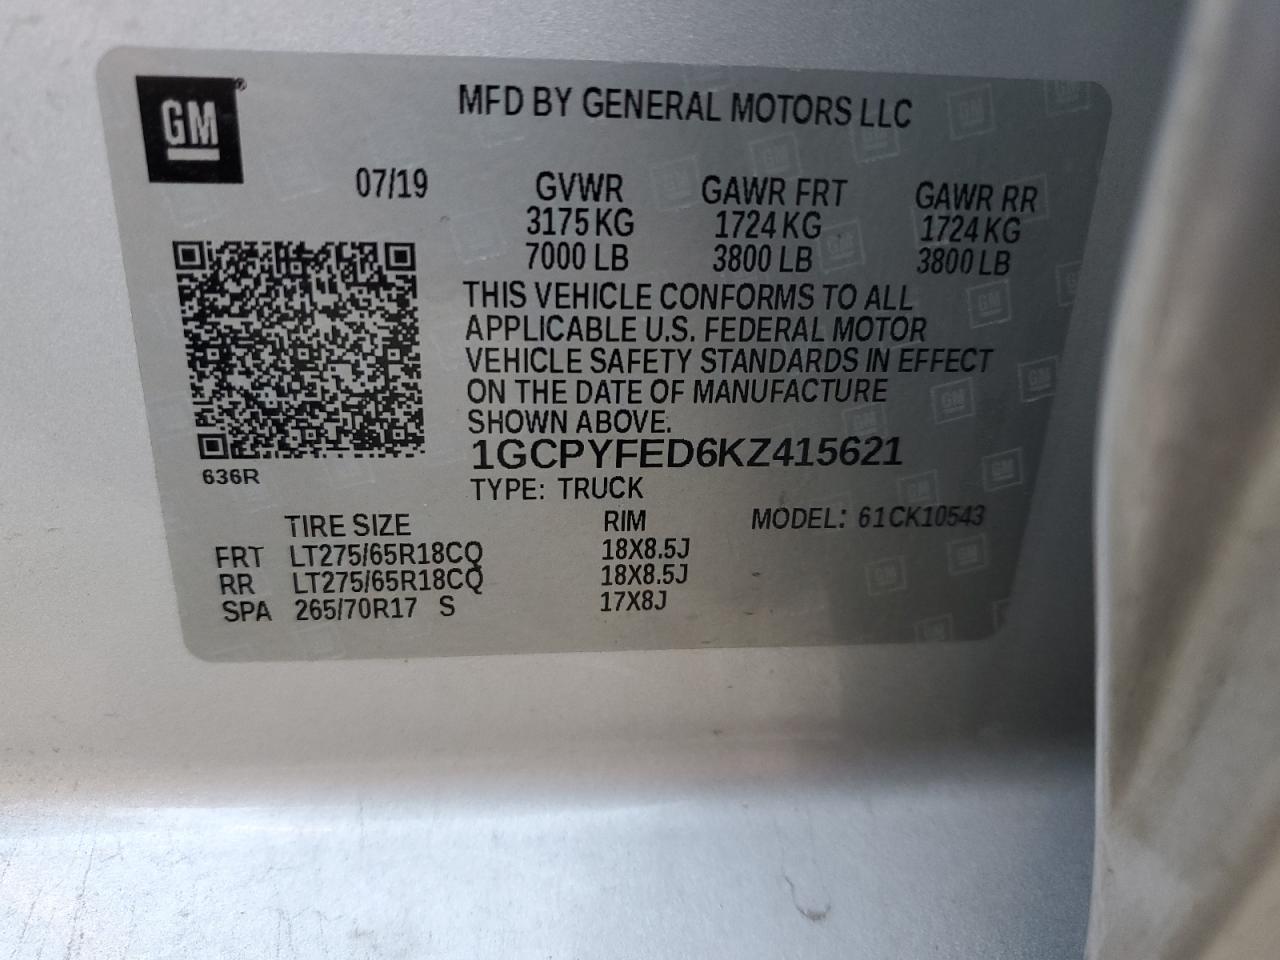 GM®
MFD BY GENERAL MOTORS LLC
07/19
GVWR GAWR FRT GAWR RR
3175 KG 1724 KG 1724 KG
7000 LB 3800 LB 3800 LB
THIS VEHICLE CONFORMS TO ALL
APPLICABLE U.S. FEDERAL MOTOR
VEHICLE SAFETY STANDARDS IN EFFECT
ON THE DATE OF MANUFACTURE
SHOWN ABOVE.
1GCPYFED6KZ415621
636R
TYPE: TRUCK
TIRE SIZE RIM MODEL: 61CK10543
FRT LT275/65R18CQ 18X8.5J
RR LT275/65R18CQ 18X8.5J
SPA 265/70R17 S 17X8J